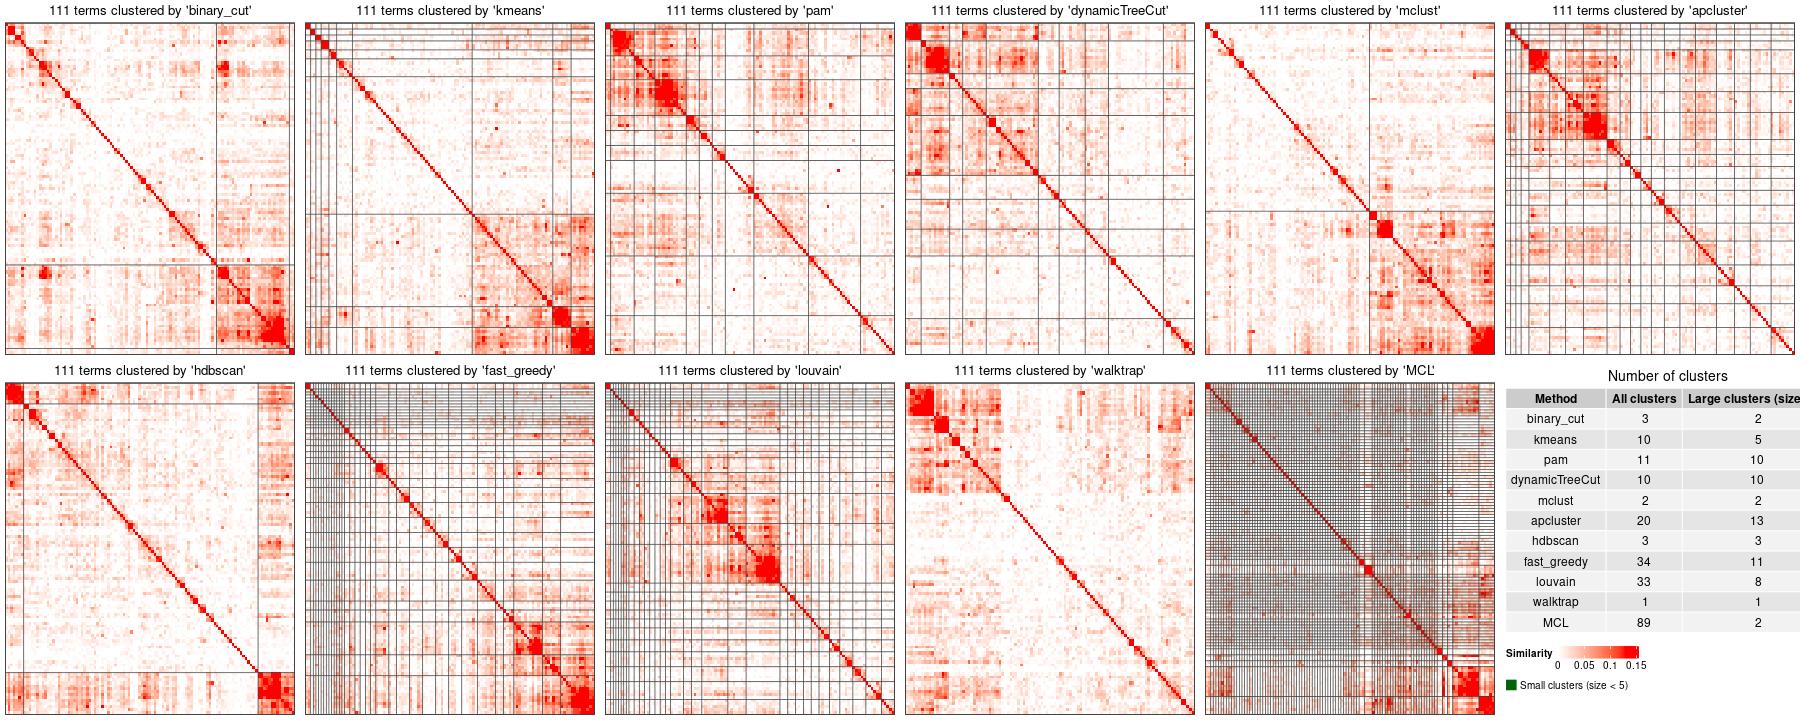 111 terms clustered by 'binary_cut'
111 terms clustered by 'kmeans'
111 terms clustered by 'pam'
111 terms clustered by 'dynamicTreeCut'
111 terms clustered by 'mclust'
111 terms clustered by 'apcluster'
111 terms clustered by 'hdbscan'
111 terms clustered by 'fast_greedy'
111 terms clustered by 'louvain'
111 terms clustered by 'walktrap'
111 terms clustered by 'MCL'
Number of clusters
Method All clusters Large clusters (size
binary_cut 3 2
kmeans 10 5
pam 11 10
dynamicTreeCut 10 10
mclust 2 2
apcluster 20 13
hdbscan 3 3
fast_greedy 34 11
louvain 33 8
walktrap 1 1
MCL 89 2
Similarity
0 0.05 0.1 0.15
Small clusters (size < 5)